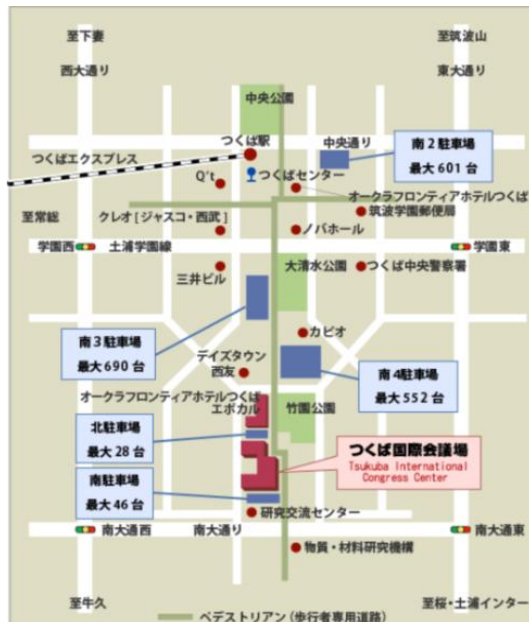 至下妻
至筑波山
西大通り
東大通り
中央公園
つくば駅
中央通り
南2駐車場
最大601台
つくばエクスプレス
つくばセンター
Q't
オークラフロンティアホテルつくば
筑波学園郵便局
至常総
クレオ[ジャスコ・西武]
ノバホール
学園西
土浦学園線
学園東
三井ビル
大清水公園
つくば中央警察署
カピオ
南3駐車場
最大690台
デイズタウン
西友
南4駐車場
最大552台
オークラフロンティアホテルつくば
エポカル
竹園公園
北駐車場
最大28台
つくば国際会議場
Tsukuba International
Congress Center
南駐車場
最大46台
研究交流センター
南大通西
南大通り
南大通東
物質・材料研究機構
至牛久
至桜・土浦インター
ペデストリアン(歩行者専用道路)